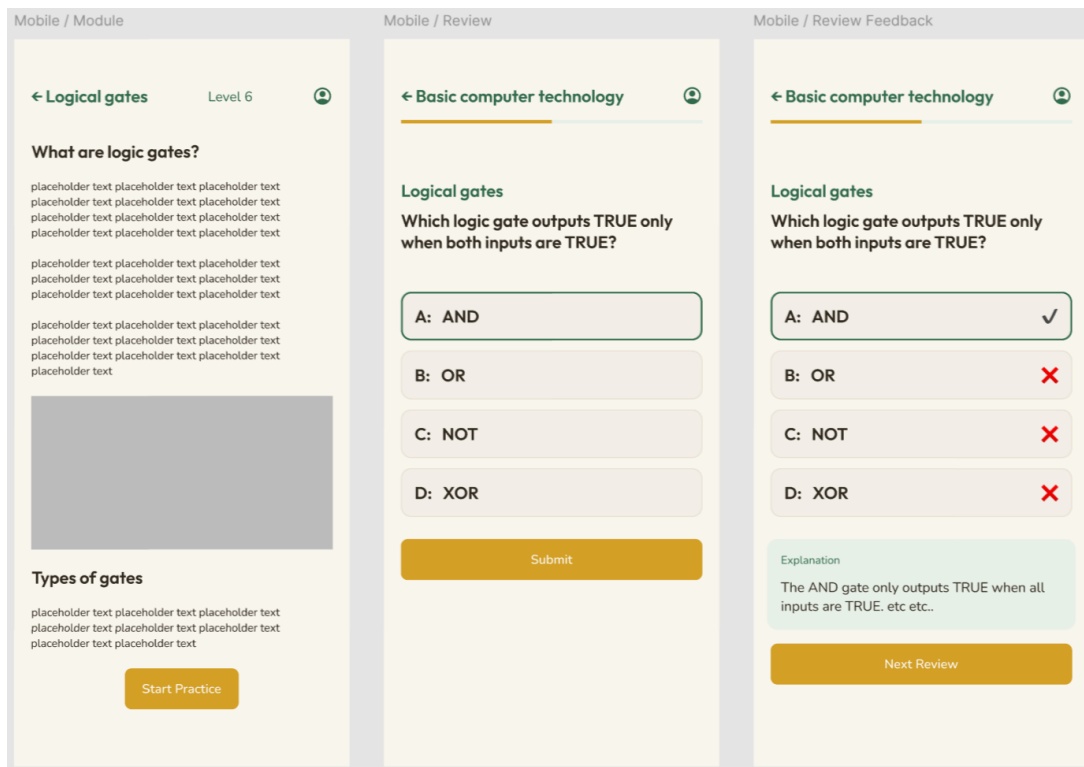 Mobile / Module
← Logical gates Level 6
What are logic gates?
placeholder text placeholder text placeholder text
placeholder text placeholder text placeholder text
placeholder text placeholder text placeholder text
placeholder text placeholder text placeholder text
placeholder text placeholder text placeholder text
placeholder text placeholder text placeholder text
placeholder text placeholder text placeholder text
placeholder text placeholder text placeholder text
placeholder text placeholder text placeholder text
placeholder text placeholder text placeholder text
placeholder text
Types of gates
placeholder text placeholder text placeholder text
placeholder text placeholder text placeholder text
placeholder text placeholder text
Start Practice
Mobile / Review
← Basic computer technology
Logical gates
Which logic gate outputs TRUE only
when both inputs are TRUE?
A: AND
B: OR
C: NOT
D: XOR
Submit
Mobile / Review Feedback
← Basic computer technology
Logical gates
Which logic gate outputs TRUE only
when both inputs are TRUE?
A: AND
B: OR
C: NOT
D: XOR
Explanation
The AND gate only outputs TRUE when all
inputs are TRUE. etc etc..
Next Review